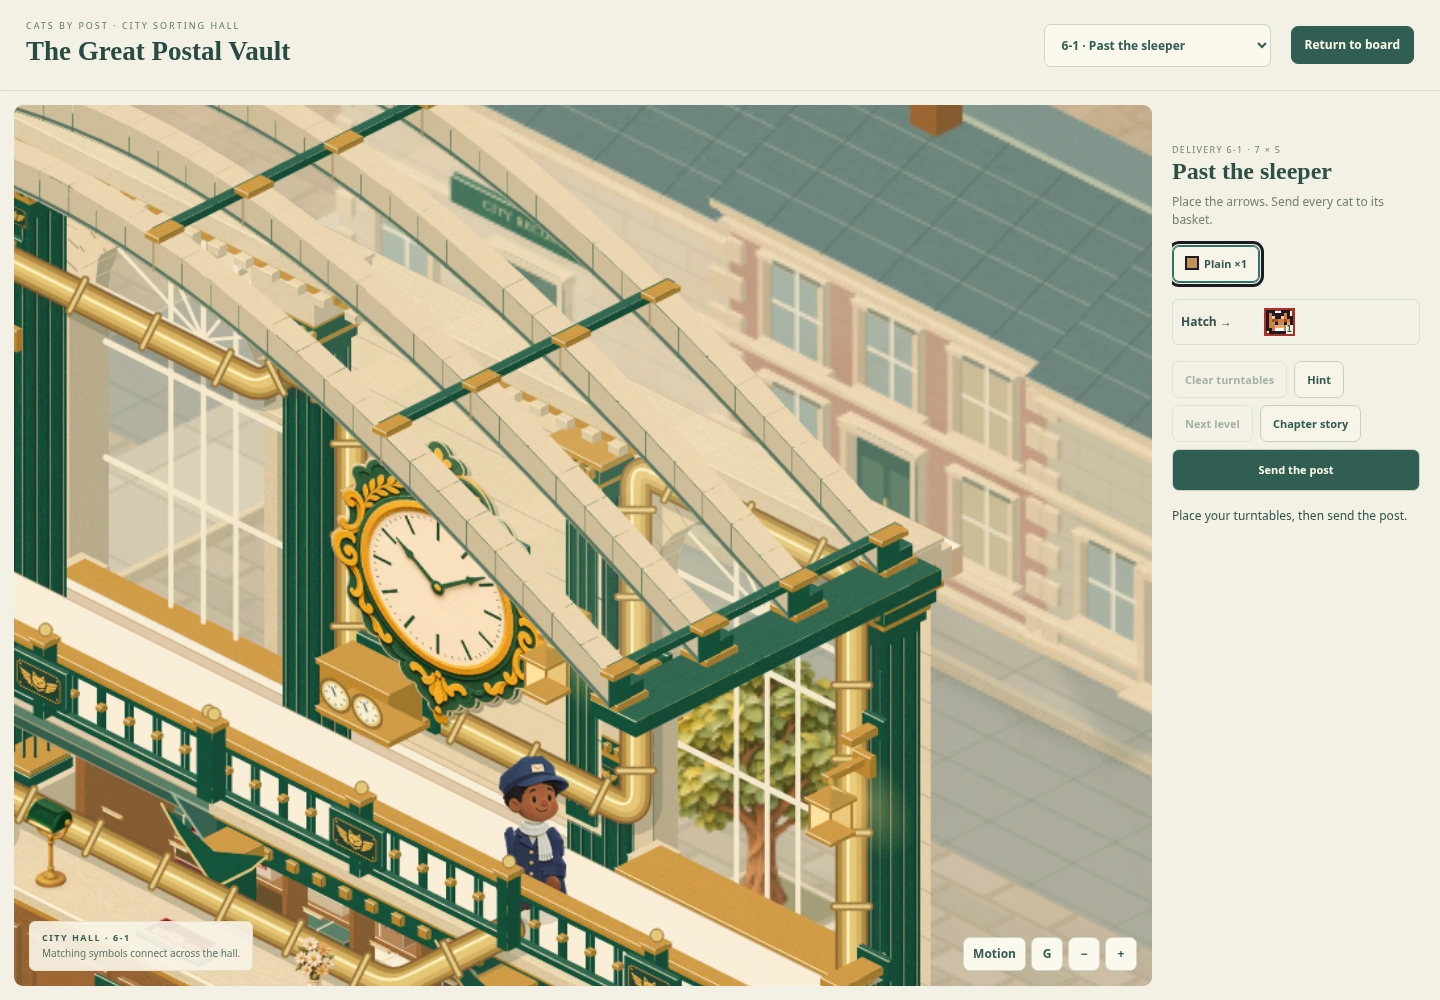 CATS BY POST · CITY SORTING HALL
The Great Postal Vault
6-1 · Past the sleeper
Return to board
DELIVERY 6-1 · 7 × 5
Past the sleeper
Place the arrows. Send every cat to its
basket.
Plain ×1
Hatch →
1
Clear turntables
Hint
Next level
Chapter story
Send the post
Place your turntables, then send the post.
CITY
CITY HALL · 6-1
Matching symbols connect across the hall.
Motion
G
−
+